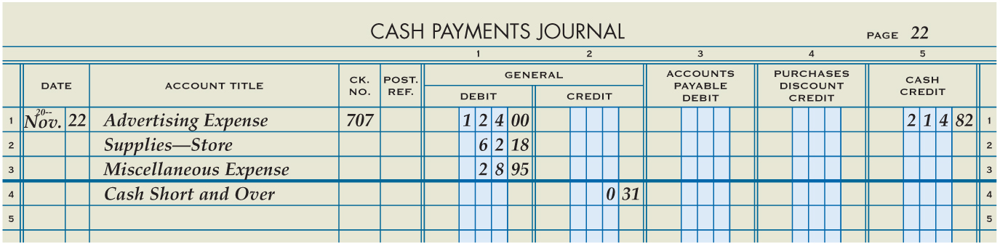 CASH PAYMENTS JOURNAL PAGE 22
1 2 3 4 5
DATE ACCOUNT TITLE CK. NO. POST. REF. GENERAL DEBIT CREDIT ACCOUNTS PAYABLE DEBIT PURCHASES DISCOUNT CREDIT CASH CREDIT
1 20-- Nov. 22 Advertising Expense 707 124 00 214 82 1
2 Supplies—Store 62 18 2
3 Miscellaneous Expense 28 95 3
4 Cash Short and Over 0 31 4
5 5